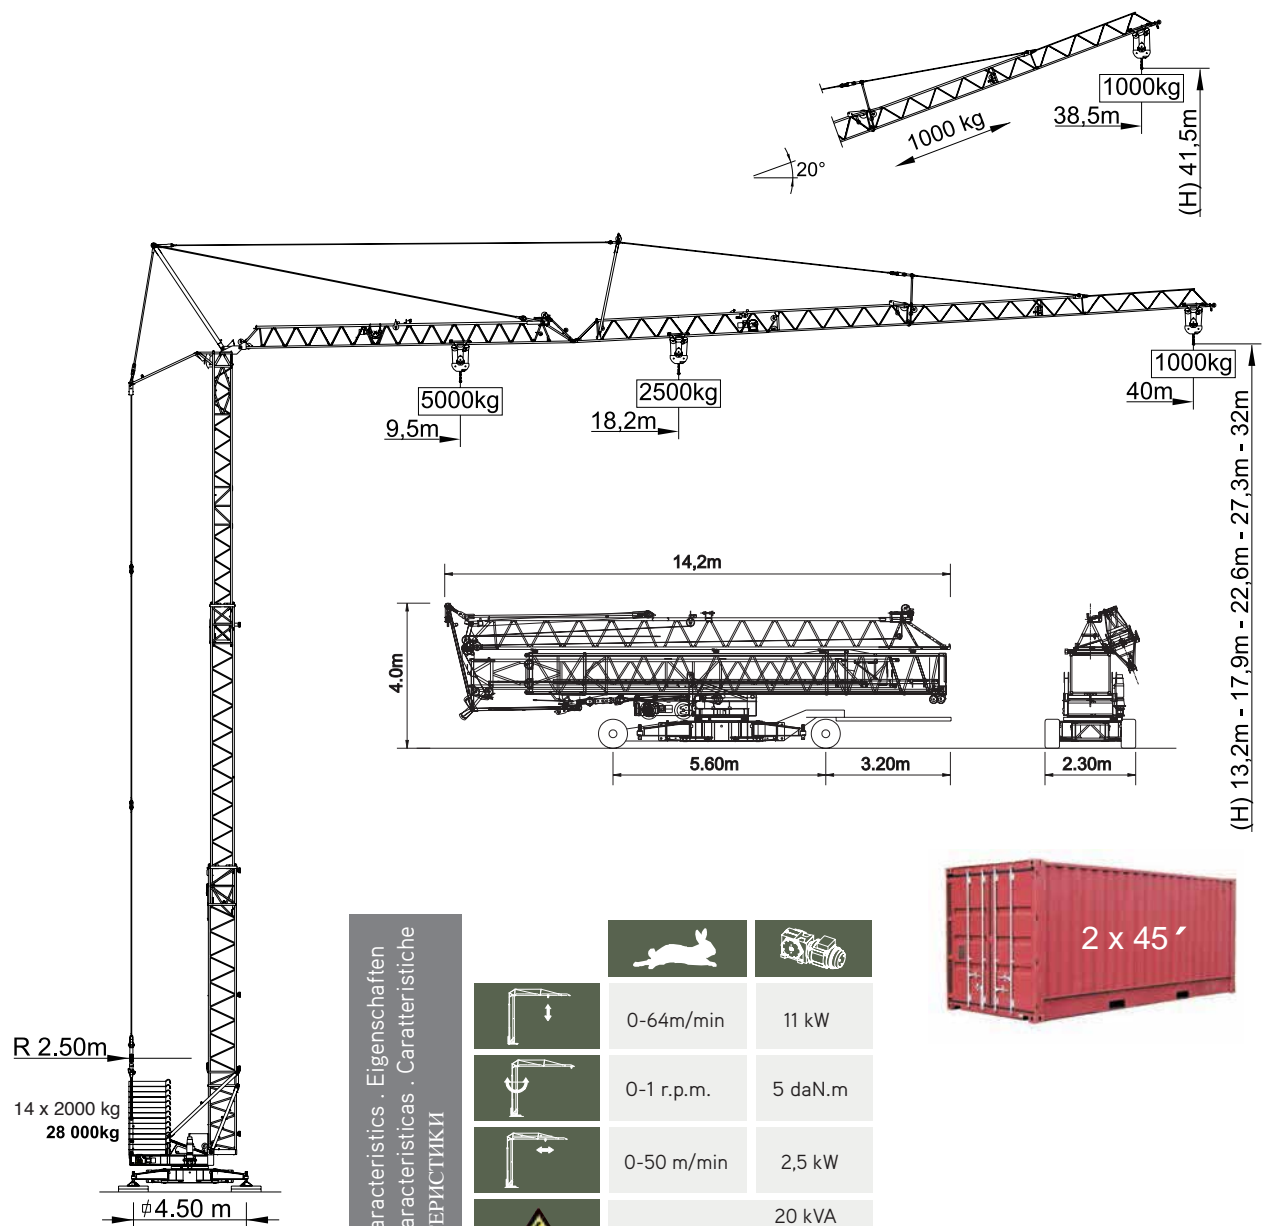 1000kg
38,5m
1000 kg
(H) 41,5m
20°
5000kg
9,5m
2500kg
18,2m
1000kg
40m
(H) 13,2m - 17,9m - 22,6m - 27,3m - 32m
14,2m
4.0m
5.60m
3.20m
2.30m
2 x 45´
R 2.50m
14 x 2000 kg
28 000kg
4.50 m
aracteristics . Eigenschaften
aracteristicas . Caratteristiche
ЕРИСТИКИ
0-64m/min
11 kW
0-1 r.p.m.
5 daN.m
0-50 m/min
2,5 kW
20 kVA